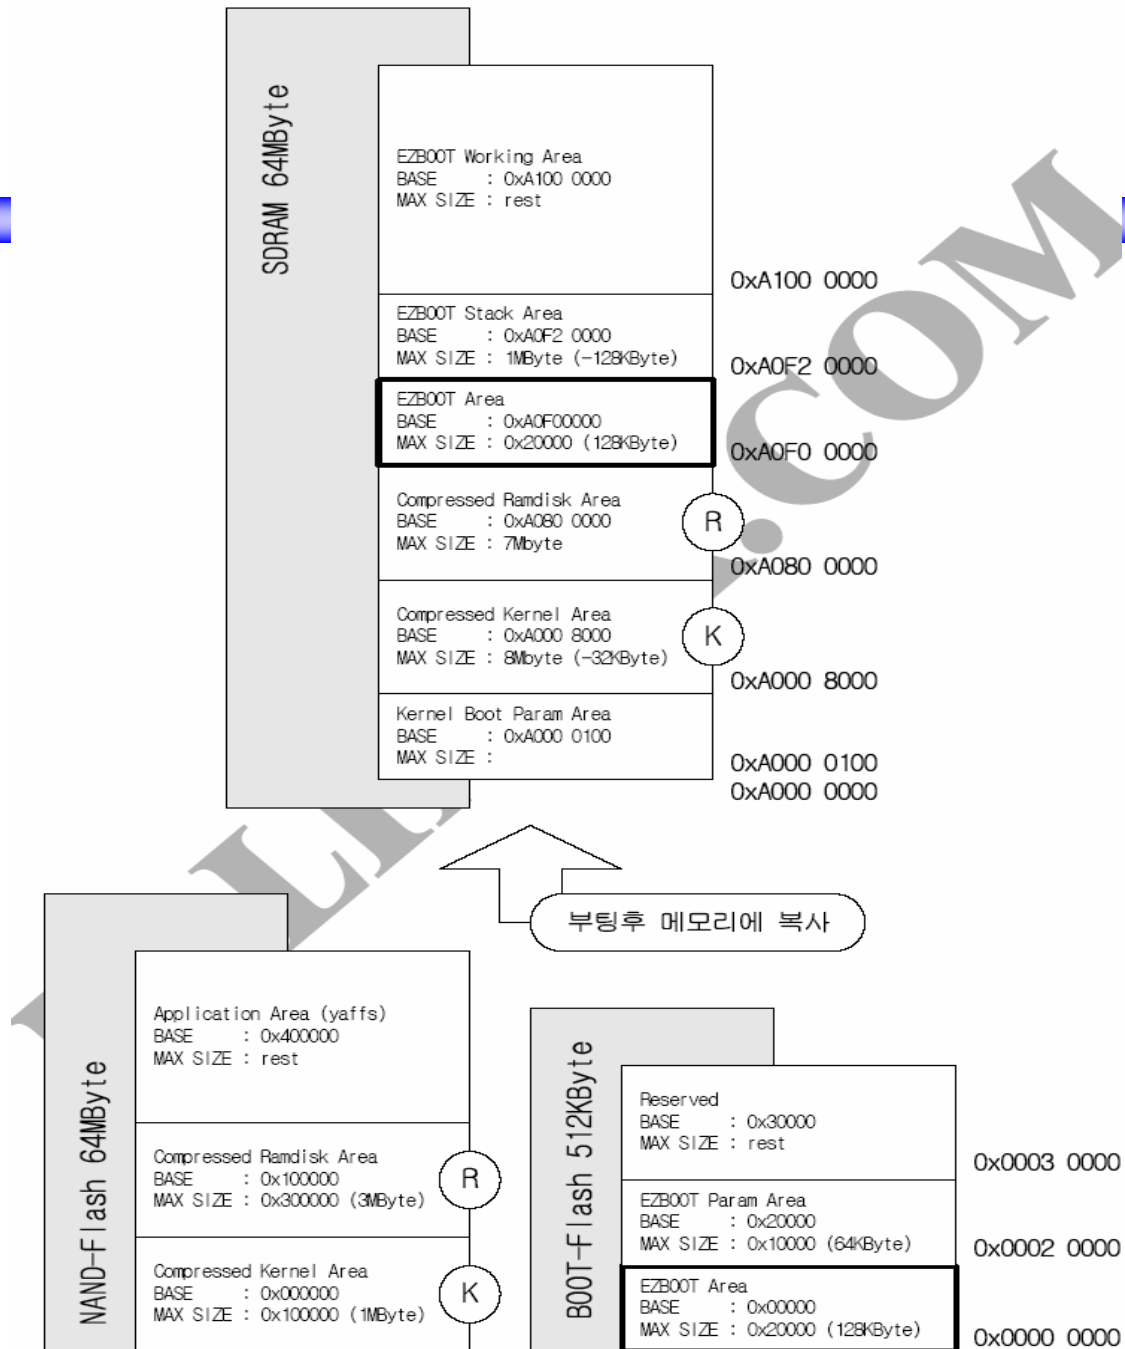 SDRAM 64MByte
EZBOOT Working Area
BASE : 0xA100 0000
MAX SIZE : rest
0xA100 0000
EZBOOT Stack Area
BASE : 0xA0F2 0000
MAX SIZE : 1MByte (-128KByte)
0xA0F2 0000
EZBOOT Area
BASE : 0xA0F00000
MAX SIZE : 0x20000 (128KByte)
0xA0F0 0000
Compressed Ramdisk Area
BASE : 0xA080 0000
MAX SIZE : 7Mbyte
R
0xA080 0000
Compressed Kernel Area
BASE : 0xA000 8000
MAX SIZE : 8Mbyte (-32KByte)
K
0xA000 8000
Kernel Boot Param Area
BASE : 0xA000 0100
MAX SIZE :
0xA000 0100
0xA000 0000
부팅후 메모리에 복사
NAND-Flash 64MByte
Application Area (yaffs)
BASE : 0x400000
MAX SIZE : rest
Compressed Ramdisk Area
BASE : 0x100000
MAX SIZE : 0x300000 (3MByte)
R
Compressed Kernel Area
BASE : 0x000000
MAX SIZE : 0x100000 (1MByte)
K
BOOT-Flash 512KByte
Reserved
BASE : 0x30000
MAX SIZE : rest
0x0003 0000
EZBOOT Param Area
BASE : 0x20000
MAX SIZE : 0x10000 (64KByte)
0x0002 0000
EZBOOT Area
BASE : 0x00000
MAX SIZE : 0x20000 (128KByte)
0x0000 0000
.COM